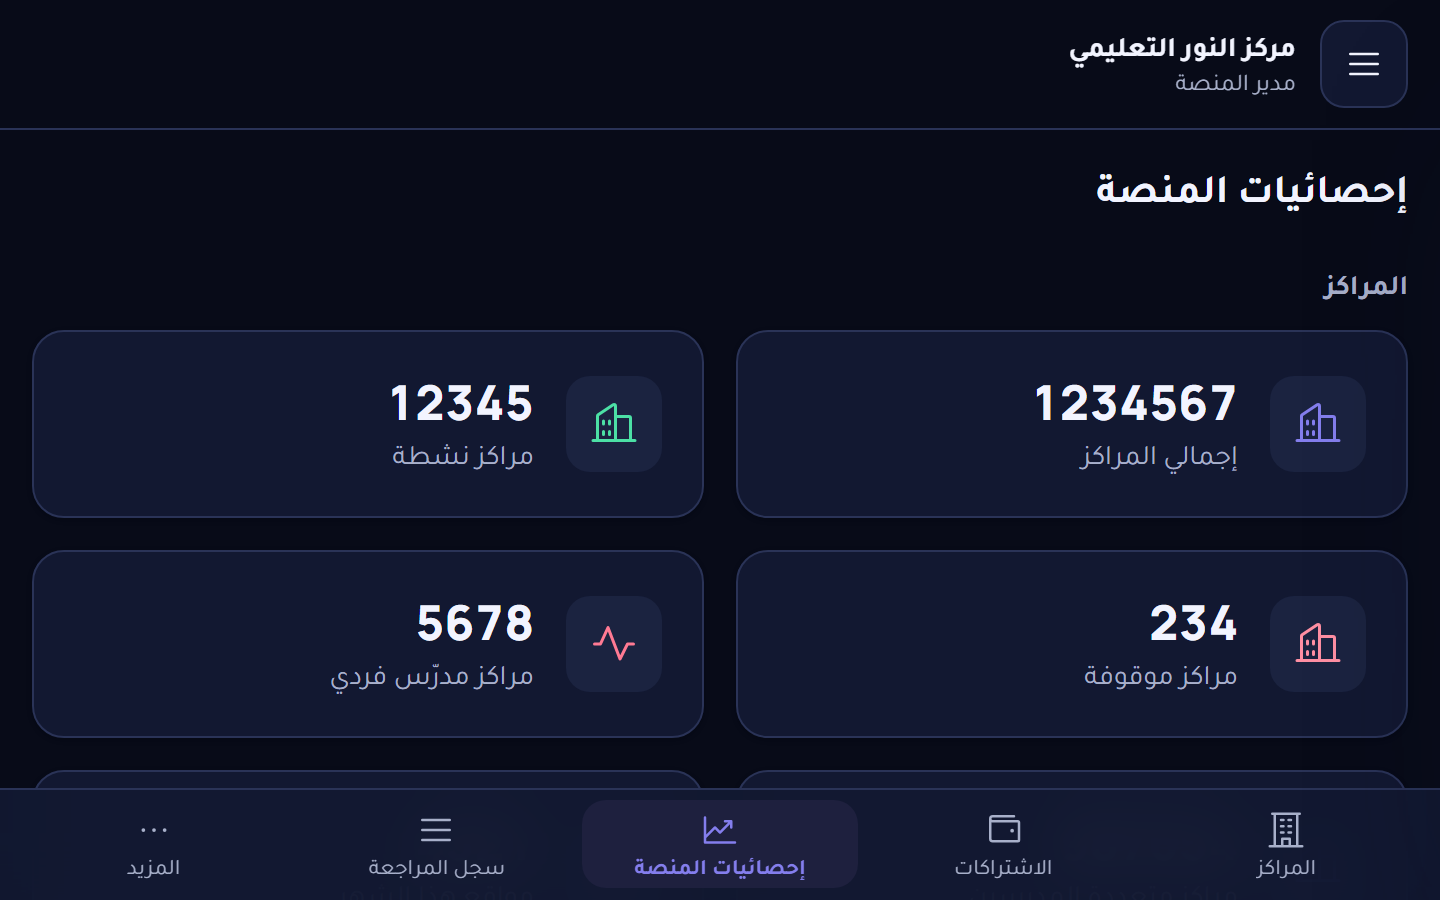 مركز النور التعليمي
مدير المنصة
إحصائيات المنصة
المراكز
1234567
إجمالي المراكز
12345
مراكز نشطة
234
مراكز موقوفة
5678
مراكز مدرّس فردي
المراكز
الاشتراكات
إحصائيات المنصة
سجل المراجعة
المزيد